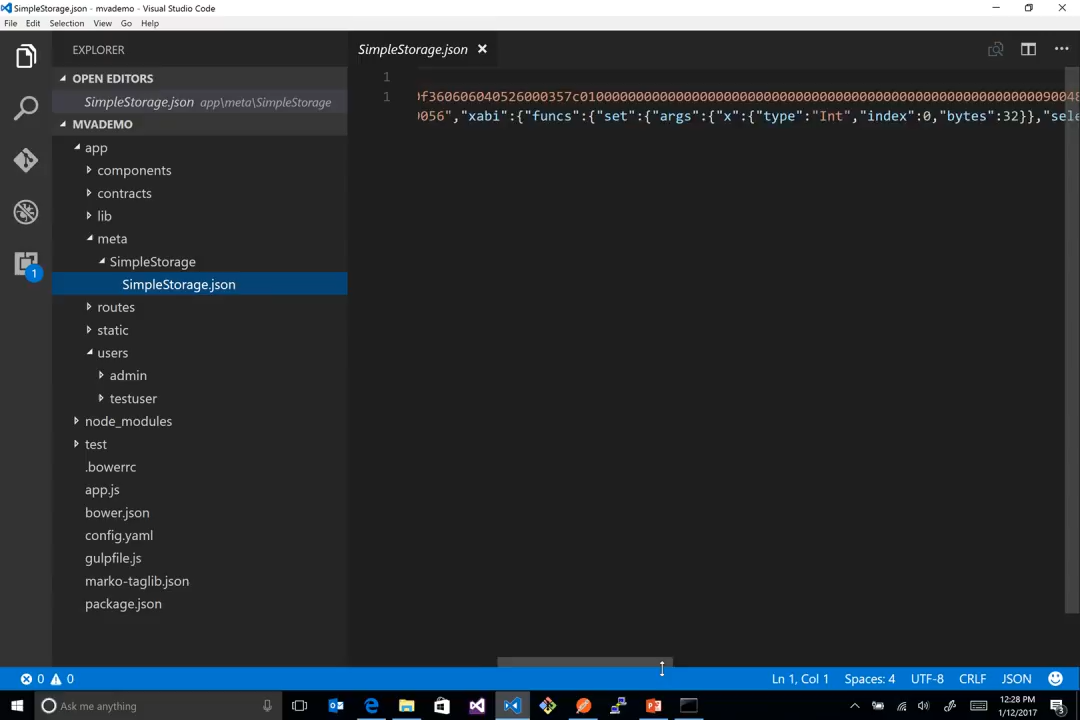 SimpleStorage.json - mvademo - Visual Studio Code
File Edit Selection View Go Help
EXPLORER
SimpleStorage.json
OPEN EDITORS
SimpleStorage.json app\meta\SimpleStorage
MVADEMO
app
components
contracts
lib
meta
SimpleStorage
SimpleStorage.json
routes
static
users
admin
testuser
node_modules
test
.bowerrc
app.js
bower.json
config.yaml
gulpfile.js
marko-taglib.json
package.json
1
1
0056","xabi":{"funcs":{"set":{"args":{"x":{"type":"Int","index":0,"bytes":32}},"sele
1
0 0 Ln 1, Col 1 Spaces: 4 UTF-8 CRLF JSON
Ask me anything
12:28 PM
1/12/2017
3